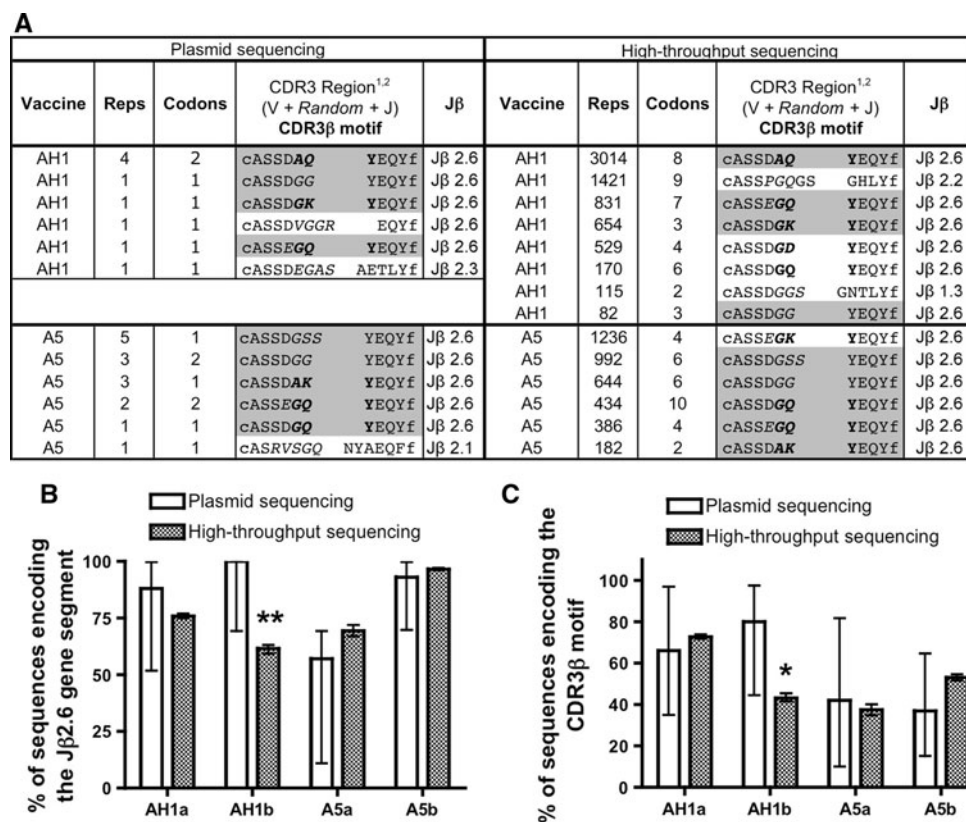 A
Plasmid sequencing High-throughput sequencing
Vaccine Reps Codons CDR3 Region1,2 (V + Random + J) CDR3β motif Jβ Vaccine Reps Codons CDR3 Region1,2 (V + Random + J) CDR3β motif Jβ
AH1 4 2 cASSDAQ YEQYf Jβ 2.6 AH1 3014 8 cASSDAQ YEQYf Jβ 2.6
AH1 1 1 cASSDGG YEQYf Jβ 2.6 AH1 1421 9 cASSPGQGS GHLYf Jβ 2.2
AH1 1 1 cASSDGK YEQYf Jβ 2.6 AH1 831 7 cASSEGQ YEQYf Jβ 2.6
AH1 1 1 cASSDVGGR EQYf Jβ 2.6 AH1 654 3 cASSDGK YEQYf Jβ 2.6
AH1 1 1 cASSEGQ YEQYf Jβ 2.6 AH1 529 4 cASSDGD YEQYf Jβ 2.6
AH1 1 1 cASSDEGAS AETLYf Jβ 2.3 AH1 170 6 cASSDGQ YEQYf Jβ 2.6
AH1 115 2 cASSDGGS GNTLYf Jβ 1.3
AH1 82 3 cASSDGG YEQYf Jβ 2.6
A5 5 1 cASSDGSS YEQYf Jβ 2.6 A5 1236 4 cASSEGK YEQYf Jβ 2.6
A5 3 2 cASSDGG YEQYf Jβ 2.6 A5 992 6 cASSDGSS YEQYf Jβ 2.6
A5 3 1 cASSDAK YEQYf Jβ 2.6 A5 644 6 cASSDGG YEQYf Jβ 2.6
A5 2 2 cASSEGQ YEQYf Jβ 2.6 A5 434 10 cASSDGQ YEQYf Jβ 2.6
A5 1 1 cASSDGQ YEQYf Jβ 2.6 A5 386 4 cASSEGQ YEQYf Jβ 2.6
A5 1 1 cASRVSGQ NYAEQFf Jβ 2.1 A5 182 2 cASSDAK YEQYf Jβ 2.6
B
Plasmid sequencing
High-throughput sequencing
% of sequences encoding
the Jβ2.6 gene segment
100
75
50
25
0
**
AH1a AH1b A5a A5b
C
Plasmid sequencing
High-throughput sequencing
% of sequences encoding the
CDR3β motif
100
80
60
40
20
0
*
AH1a AH1b A5a A5b